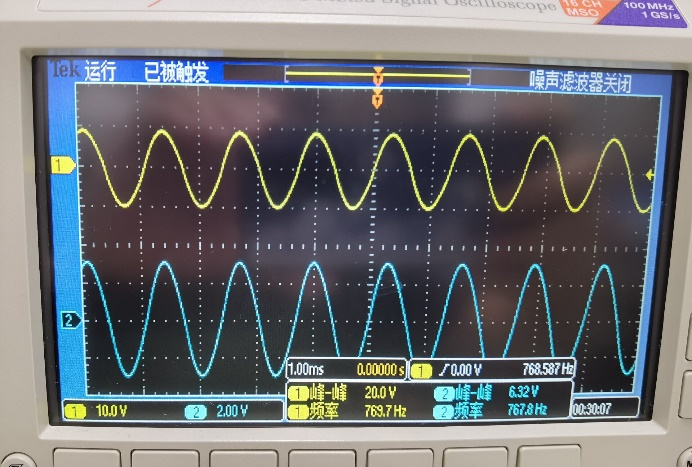 Signal Oscilloscope
16 CH
MSO
100 MHz
1 GS/s
Tek 运行 已被触发 噪声滤波器关闭
1
2
1.00ms 0.00000 s 1 / 0.00 V 768.587 Hz
1 峰-峰 20.0 V 2 峰-峰 6.32 V
1 频率 769.7 Hz 2 频率 767.8 Hz
1 10.0 V 2 2.00 V 00:30:07